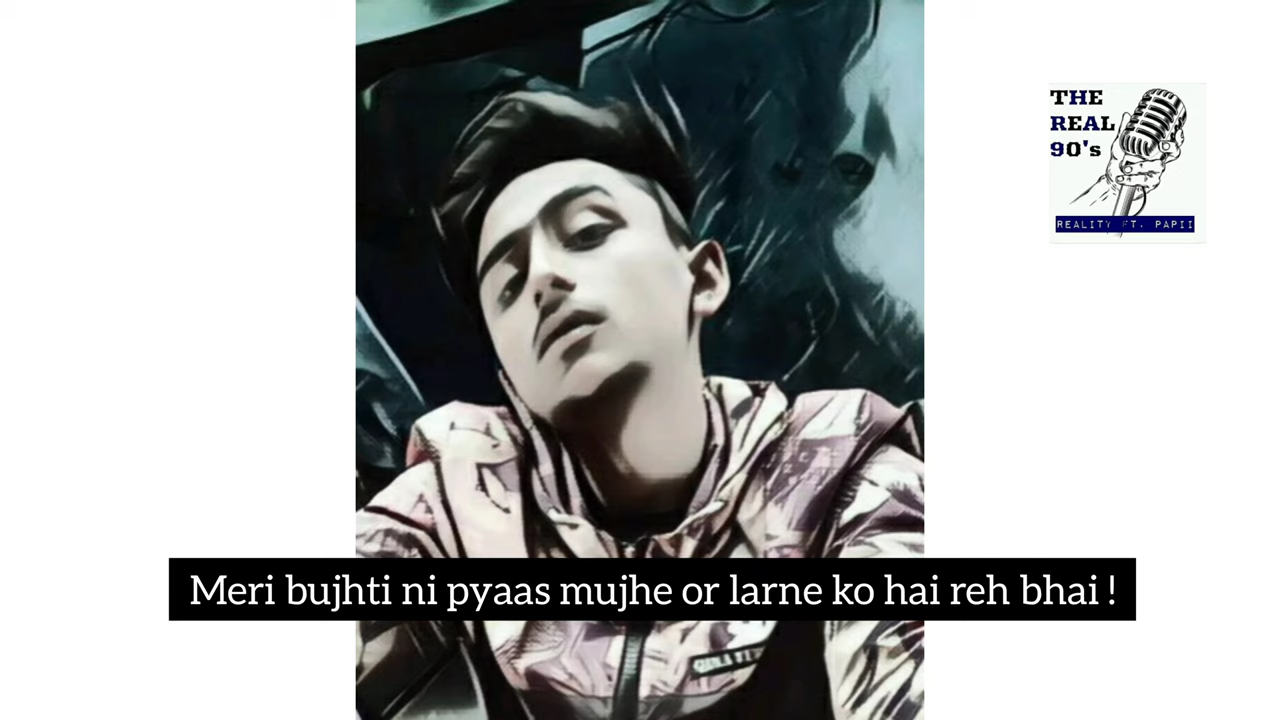 THE
REAL
90's
REALITY FT. PAPII
Meri bujhti ni pyaas mujhe or larne ko hai reh bhai !